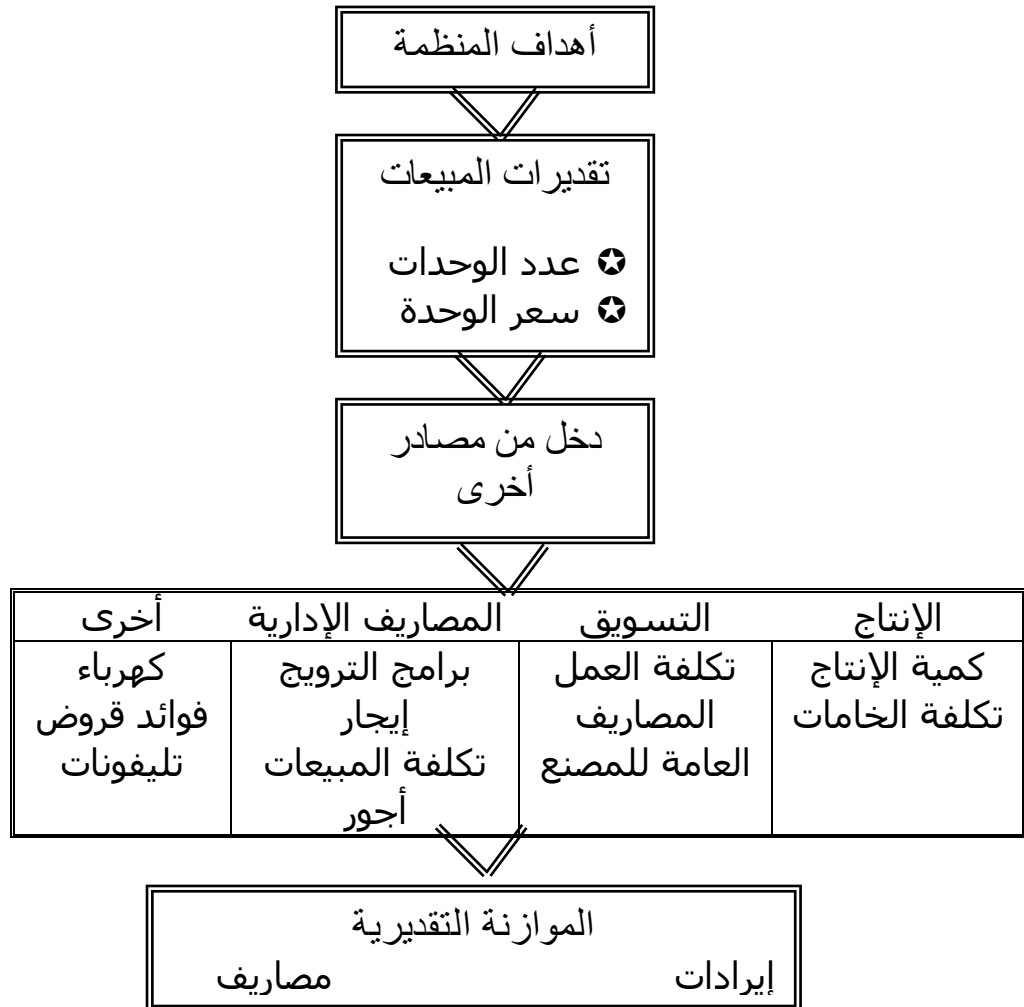 أهداف المنظمة
تقديرات المبيعات
✪ عدد الوحدات
✪ سعر الوحدة
دخل من مصادر
أخرى
الإنتاج التسويق المصاريف الإدارية أخرى
كمية الإنتاج تكلفة العمل برامج الترويج كهرباء
تكلفة الخامات المصاريف إيجار فوائد قروض
العامة للمصنع تكلفة المبيعات تليفونات
أجور
الموازنة التقديرية
إيرادات مصاريف